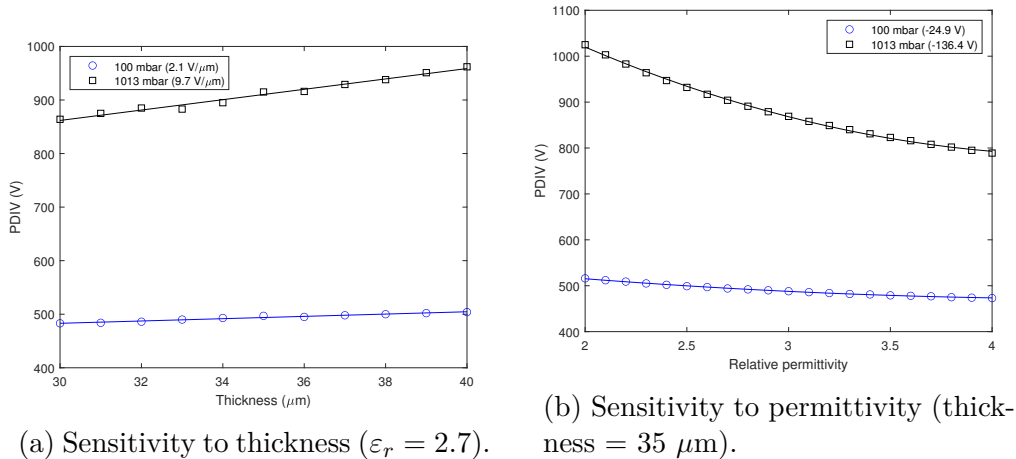 1000
900
800
700
600
500
400
PDIV (V)
100 mbar (2.1 V/μm)
1013 mbar (9.7 V/μm)
30 32 34 36 38 40
Thickness (μm)
(a) Sensitivity to thickness (εr = 2.7).
1100
1000
900
800
700
600
500
400
PDIV (V)
100 mbar (-24.9 V)
1013 mbar (-136.4 V)
2 2.5 3 3.5 4
Relative permittivity
(b) Sensitivity to permittivity (thick-
ness = 35 μm).